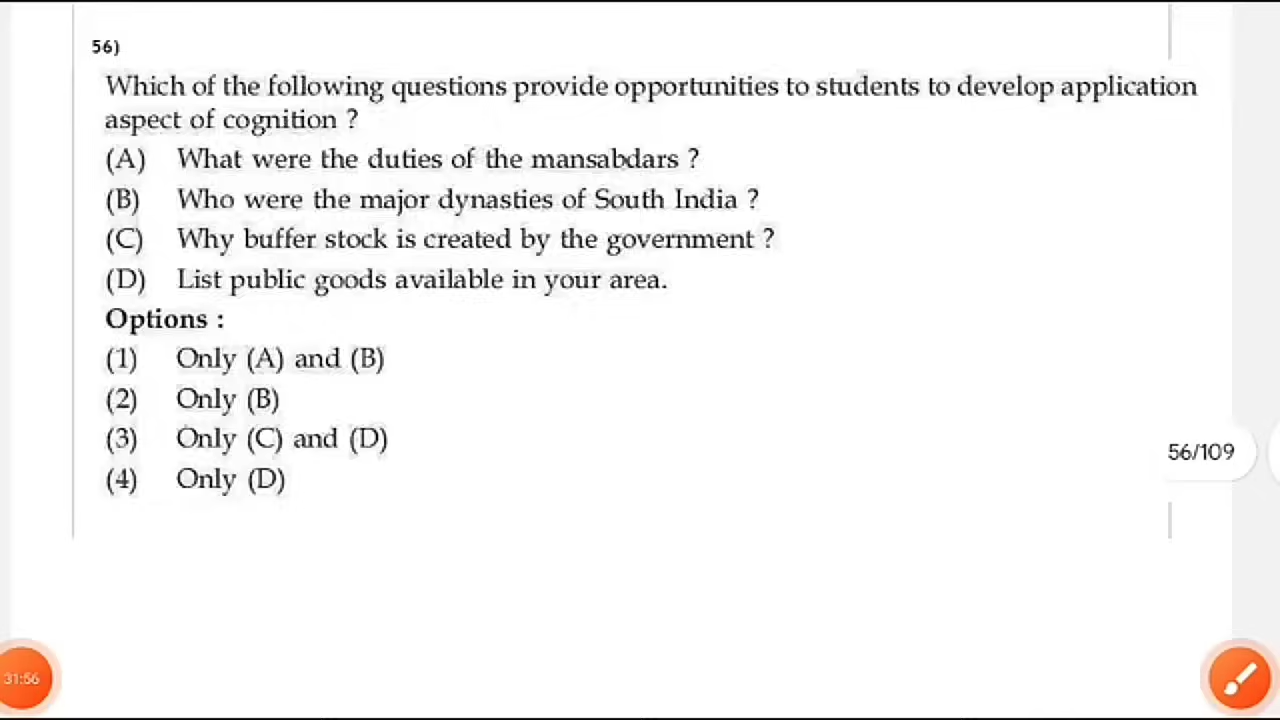 56)
Which of the following questions provide opportunities to students to develop application
aspect of cognition ?
(A) What were the duties of the mansabdars ?
(B) Who were the major dynasties of South India ?
(C) Why buffer stock is created by the government ?
(D) List public goods available in your area.
Options :
(1) Only (A) and (B)
(2) Only (B)
(3) Only (C) and (D)
(4) Only (D)
56/109
31:56